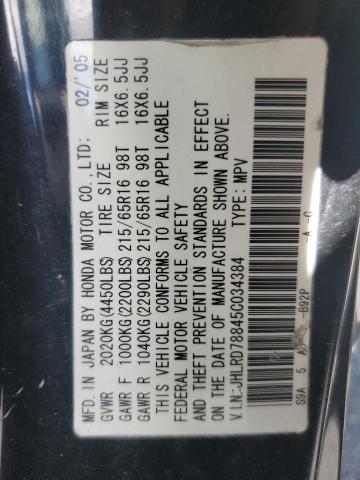 MFD. IN JAPAN BY HONDA MOTOR CO., LTD: 02/'05
GVWR 2020KG(4450LBS) TIRE SIZE RIM SIZE
GAWR F 1000KG(2200LBS) 215/65R16 98T 16X6.5JJ
GAWR R 1040KG(2290LBS) 215/65R16 98T 16X6.5JJ
THIS VEHICLE CONFORMS TO ALL APPLICABLE
FEDERAL MOTOR VEHICLE SAFETY
AND THEFT PREVENTION STANDARDS IN EFFECT
ON THE DATE OF MANUFACTURE SHOWN ABOVE.
V.I.N:JHLRD78845C034384 TYPE: MPV
S9A 5 -B92P -A -C